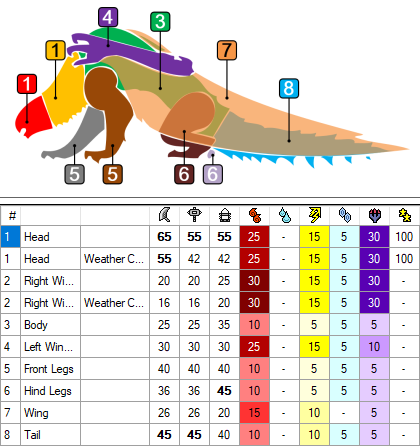 4
3
1
7
1
8
5
5
6
6
#
1 Head 65 55 55 25 - 15 5 30 100
1 Head Weather C... 55 42 42 25 - 15 5 30 100
2 Right Wi... 20 20 25 30 - 15 5 30 -
2 Right Wi... Weather C... 16 16 20 30 - 15 5 30 -
3 Body 25 25 35 10 - 5 5 5 -
4 Left Win... 30 30 30 25 - 15 5 10 -
5 Front Legs 40 40 40 10 - 5 5 5 -
6 Hind Legs 36 36 45 10 - 5 5 5 -
7 Wing 26 26 20 15 - 10 - 5 -
8 Tail 45 45 40 10 - 10 5 5 -